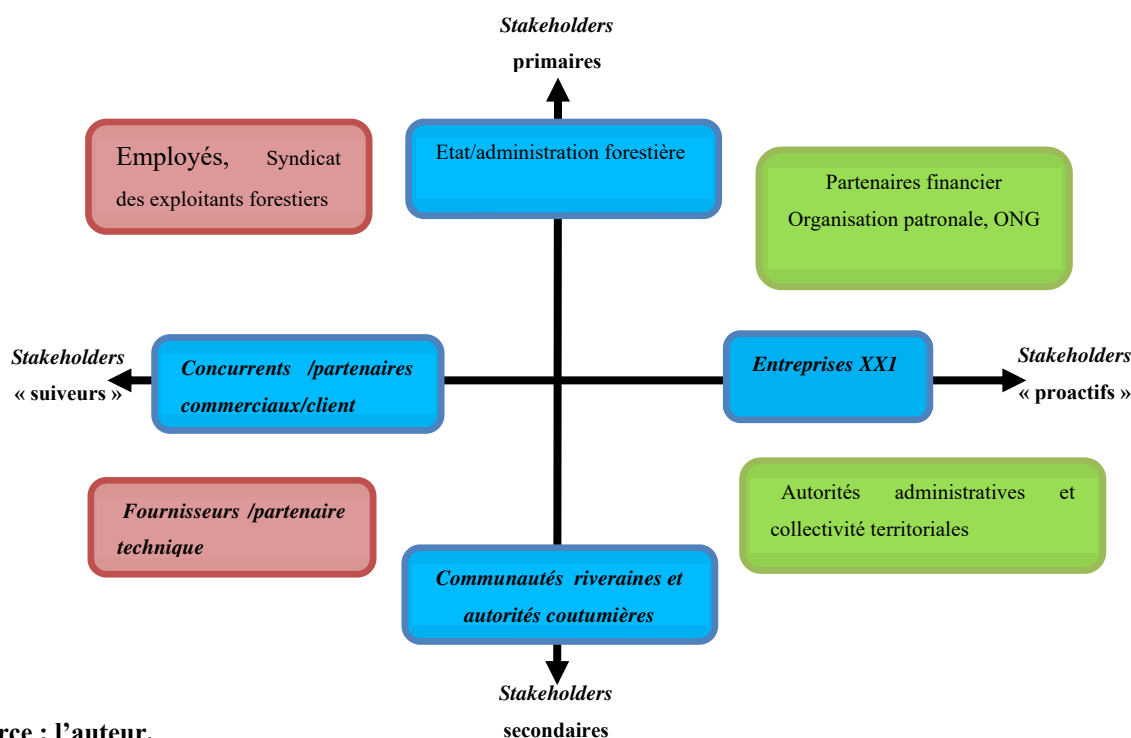 Stakeholders
primaires
Employés, Syndicat
des exploitants forestiers
Etat/administration forestière
Partenaires financier
Organisation patronale, ONG
Stakeholders
« suiveurs »
Concurrents /partenaires
commerciaux/client
Entreprises XX1
Stakeholders
« proactifs »
Fournisseurs /partenaire
technique
Autorités administratives et
collectivité territoriales
Communautés riveraines et
autorités coutumières
Stakeholders
secondaires
: l'auteur.